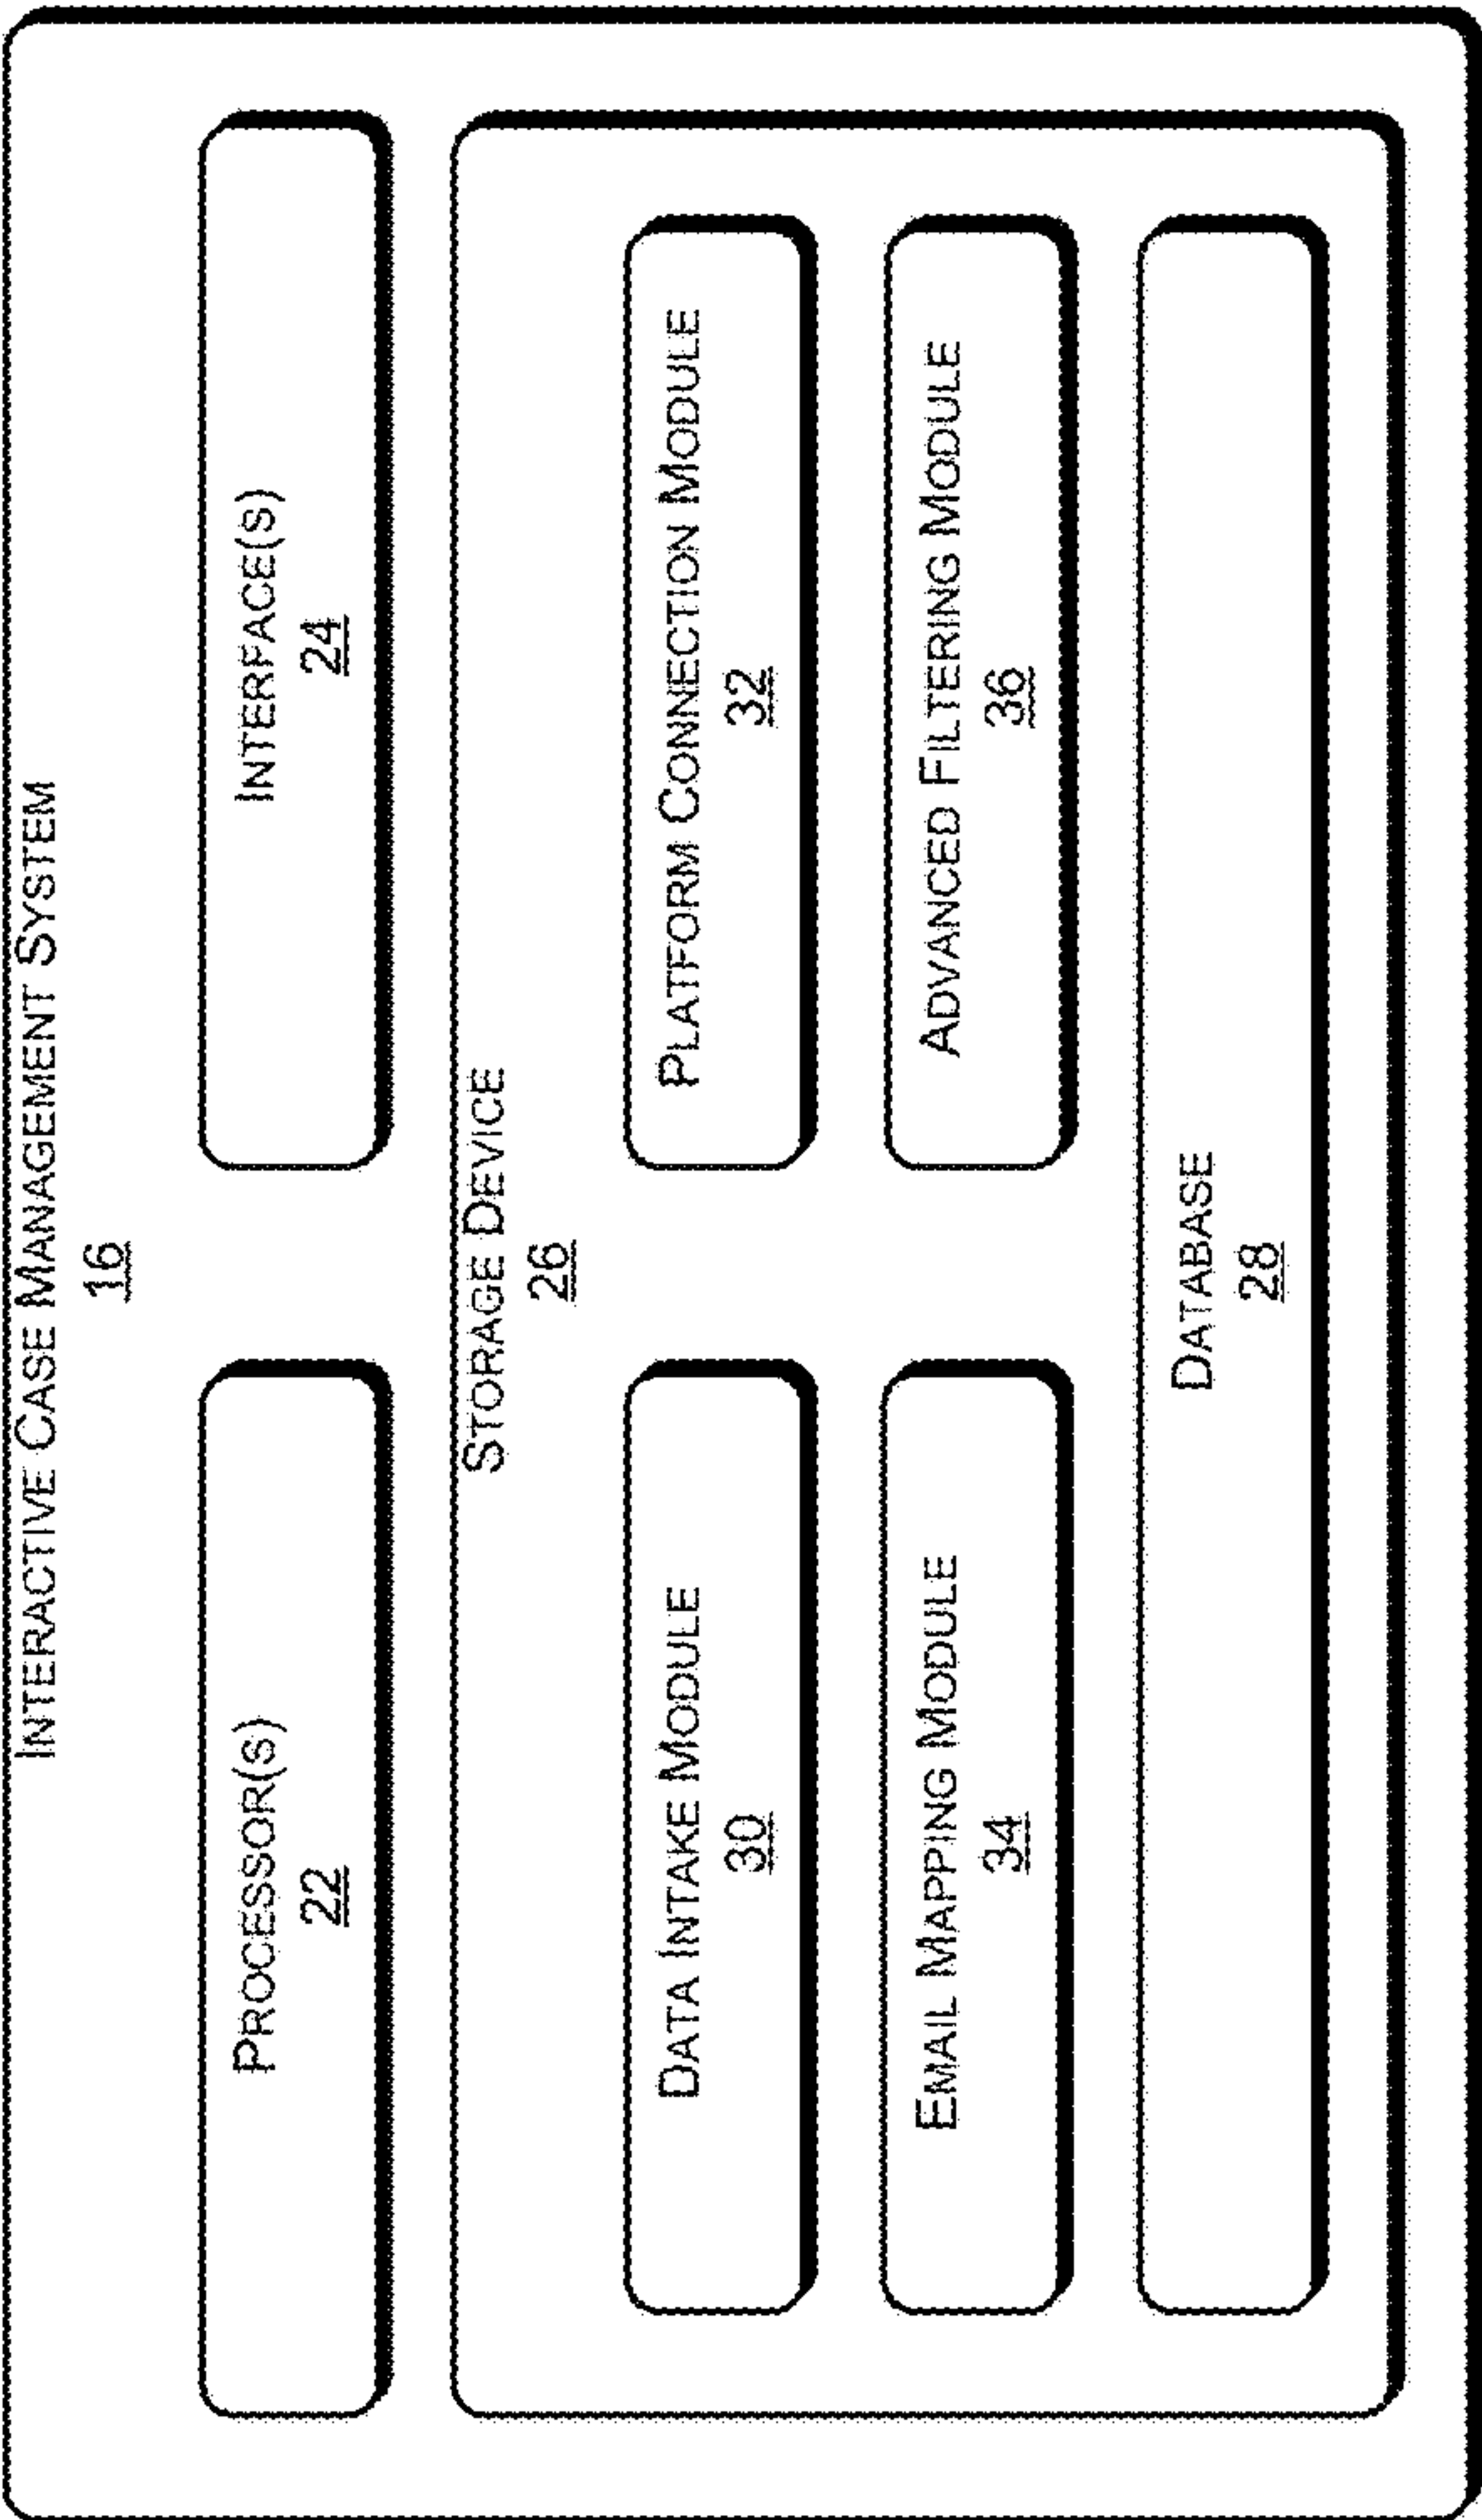 INTERACTIVE CASE MANAGEMENT SYSTEM
16
PROCESSOR(S)
22
INTERFACE(S)
24
STORAGE DEVICE
26
DATA INTAKE MODULE
30
PLATFORM CONNECTION MODULE
32
EMAIL MAPPING MODULE
34
ADVANCED FILTERING MODULE
36
DATABASE
28